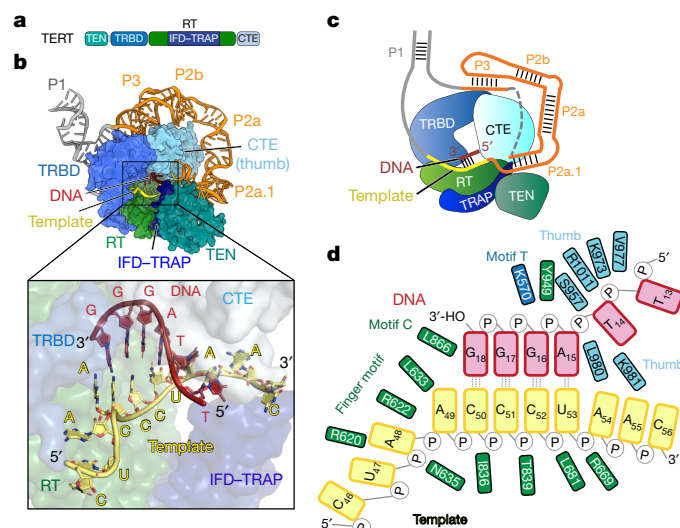 a
TERT
TEN
TRBD
RT
IFD–TRAP
CTE
b
P1
P3
P2b
P2a
CTE
(thumb)
TRBD
DNA
Template
P2a.1
RT
TEN
IFD–TRAP
G
G
G
DNA
A
CTE
TRBD
3′
T
A
A
3′
A
U
C
A
C
C
C
T
5′
Template
5′
U
RT
C
IFD–TRAP
c
P1
P3
P2b
P2a
TRBD
CTE
3′
5′
DNA
Template
RT
P2a.1
TRAP
TEN
d
Thumb
Motif T
K570
Y949
S957
R1011
K973
V977
5′
DNA
P
P
T13
Motif C
3′-HO
P
P
P
P
T14
L866
G18
G17
G16
A15
L980
K981
Thumb
Finger motif
L633
R622
A49
C50
C51
C52
U53
A54
A55
C56
R620
A48
P
P
P
P
P
P
P
P
3′
U47
P
N635
I836
T839
L681
R669
C46
P
5′
P
Template